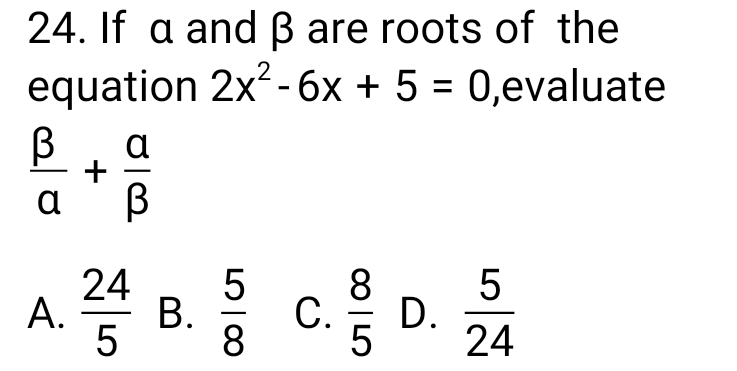 24. If α and β are roots of the
equation 2x² - 6x + 5 = 0,evaluate
β/α + α/β
A. 24/5 B. 5/8 C. 8/5 D. 5/24